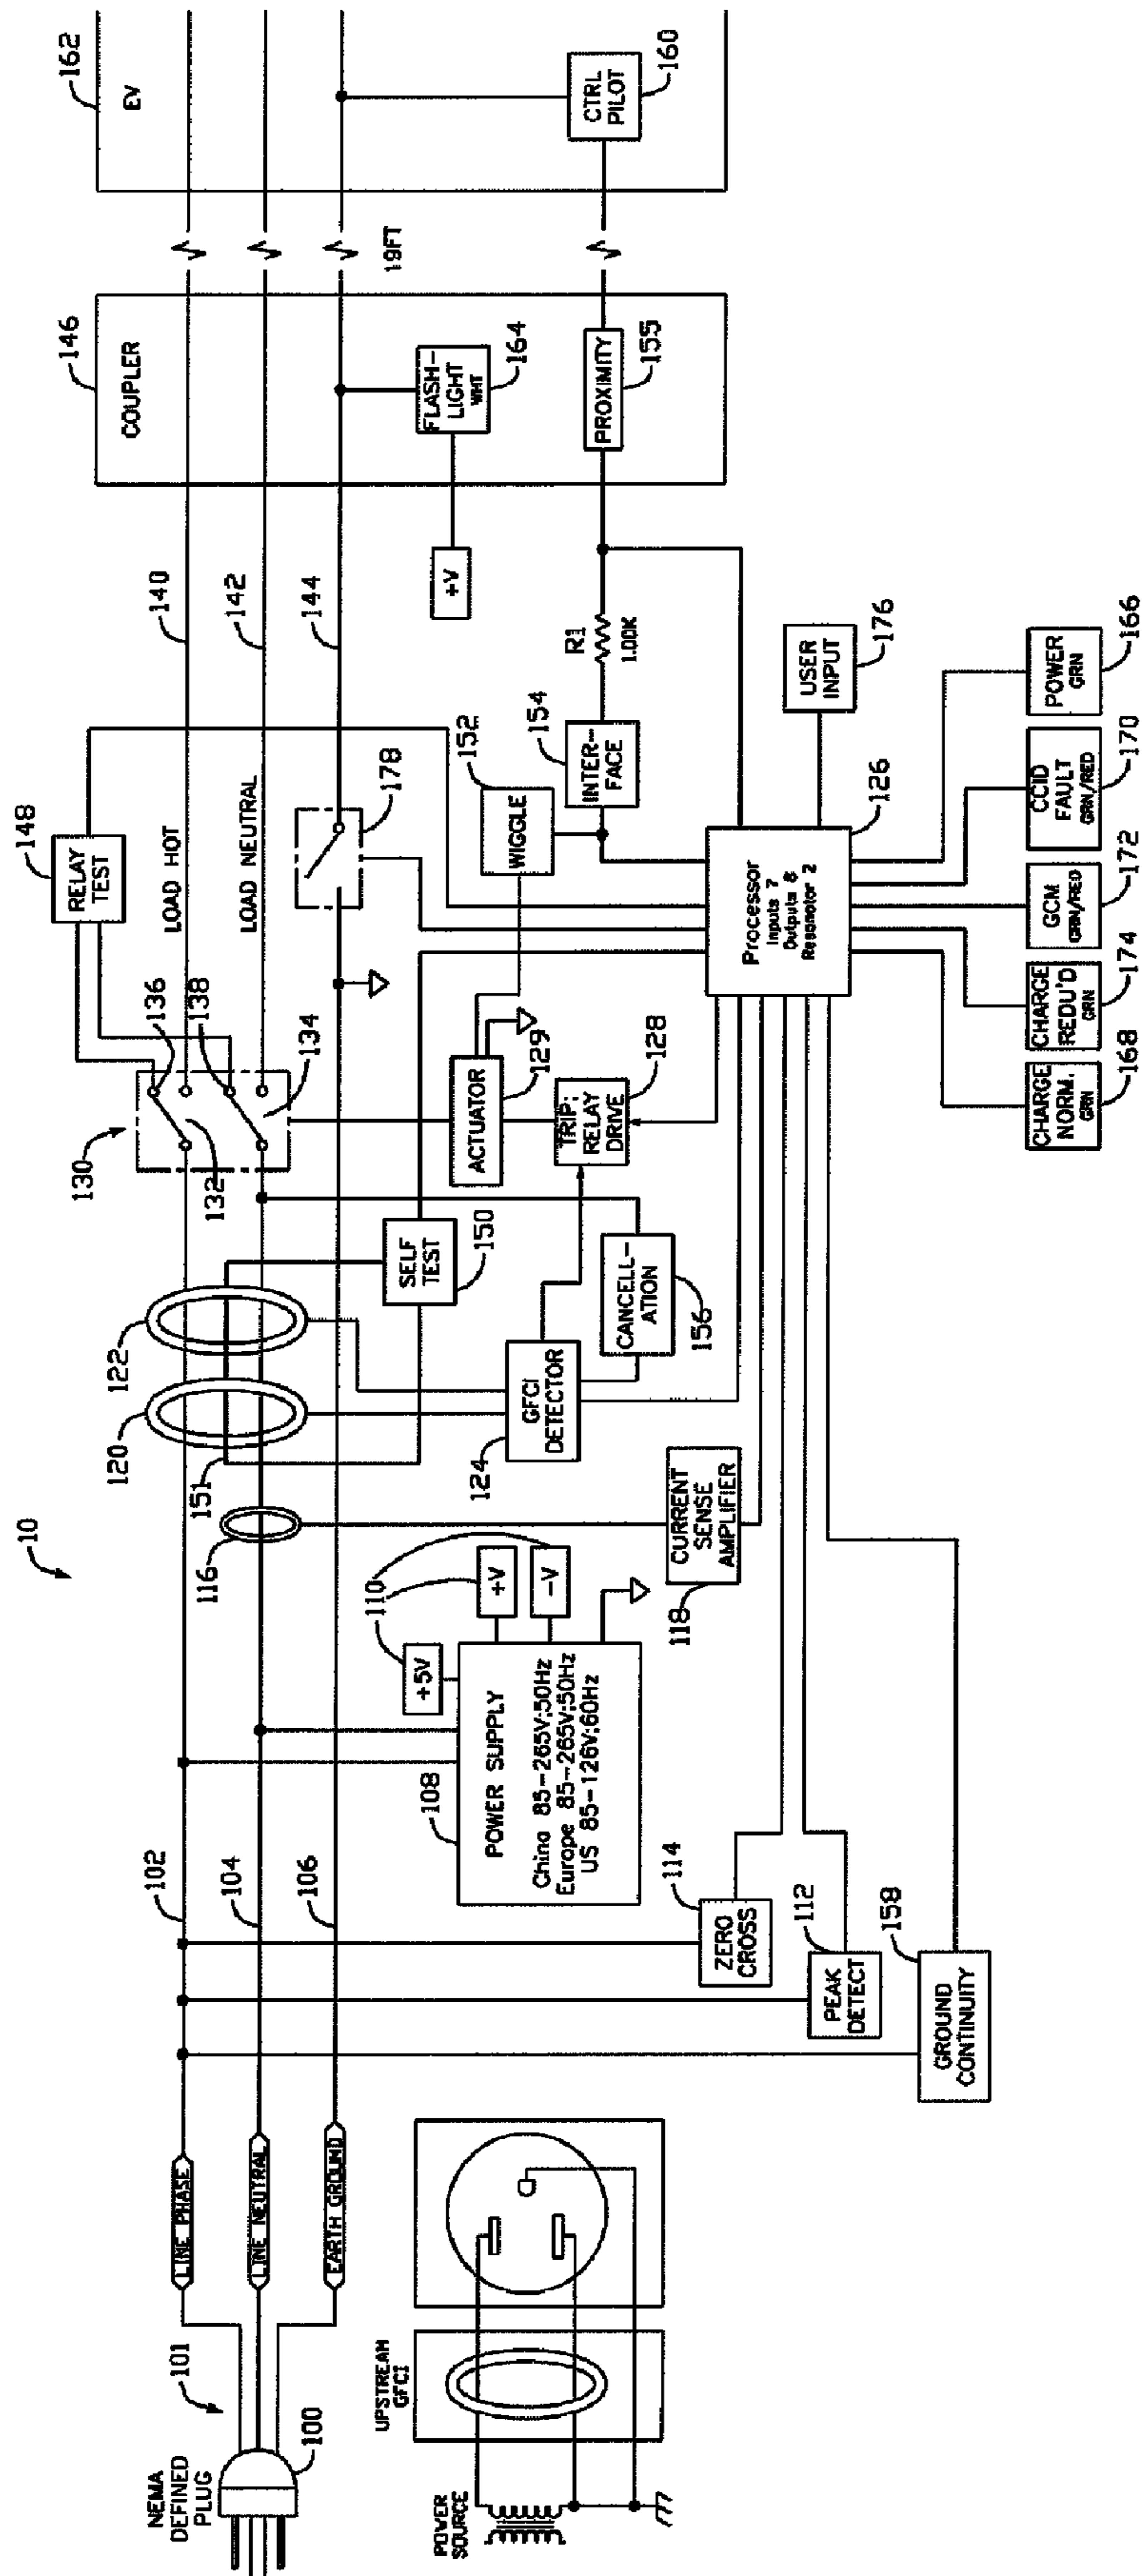 10
NEMA
DEFINED
PLUG
101
100
LINE PHASE
LINE NEUTRAL
EARTH GROUND
102
104
106
POWER
SOURCE
UPSTREAM
GFCI
POWER SUPPLY
China 85-265V:50Hz
Europe 85-265V:50Hz
US 85-126V:60Hz
108
+5V
+V
-V
110
ZERO
CROSS
114
PEAK
DETECT
112
GROUND
CONTINUITY
158
116
CURRENT
SENSE
AMPLIFIER
118
151
120
122
GFCI
DETECTOR
124
SELF
TEST
150
CANCELL-
ATION
156
130
132
136
138
134
ACTUATOR
129
TRIP:
RELAY
DRIVE
128
RELAY
TEST
148
LOAD HOT
LOAD NEUTRAL
140
142
144
178
WIGGLE
152
INTER-
FACE
154
R1
1.00K
Processor
Inputs 7
Outputs 8
Resonator 2
126
USER
INPUT
176
CHARGE
NORM.
GRN
168
CHARGE
REDU'D
GRN
174
GCM
GRN/RED
172
CCID
FAULT
GRN/RED
170
POWER
GRN
166
+V
COUPLER
146
FLASH-
LIGHT
WHT
164
PROXIMITY
155
19FT
EV
162
CTRL
PILOT
160